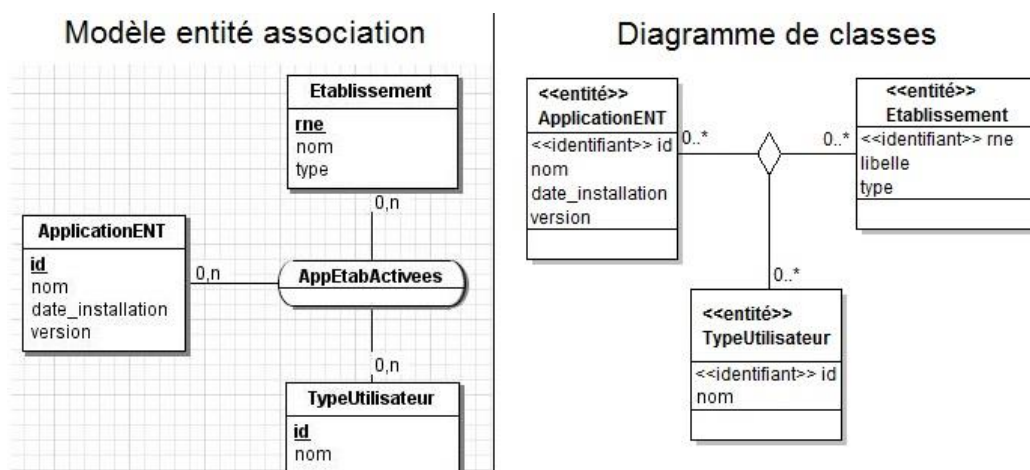 Modèle entité association
Etablissement
rne
nom
type
0,n
ApplicationENT
id
nom
date_installation
version
0,n
AppEtabActivees
0,n
TypeUtilisateur
id
nom
Diagramme de classes
<<entité>>
ApplicationENT
<<identifiant>> id
nom
date_installation
version
0..*
0..*
<<entité>>
Etablissement
<<identifiant>> rne
libelle
type
0..*
<<entité>>
TypeUtilisateur
<<identifiant>> id
nom